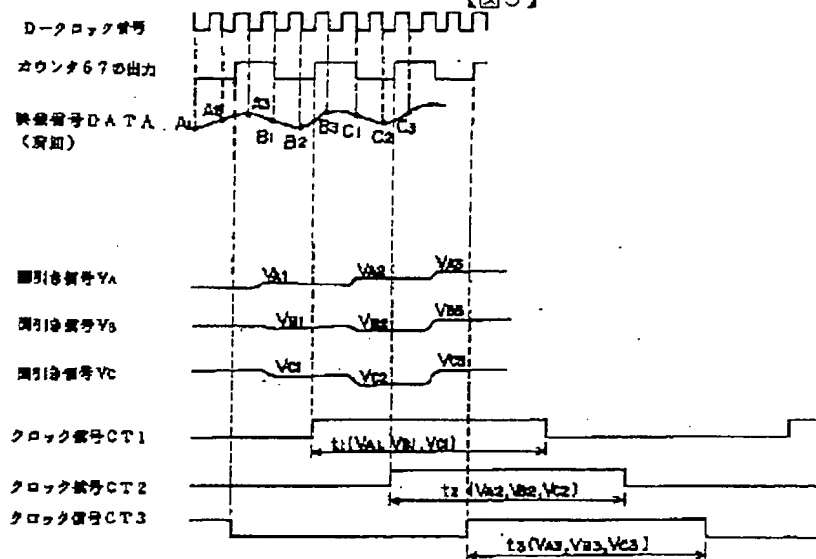 【図5】
D－クロック信号
カウンタ67の出力
映像信号DATA
A1 A2 A3 B1 B2 B3 C1 C2 C3
間引き信号VA
VA1 VA2 VA3
間引き信号VB
VB1 VB2 VB3
間引き信号VC
VC1 VC2 VC3
クロック信号CT1
t1(VA1,VB1,VC1)
クロック信号CT2
t2(VA2,VB2,VC2)
クロック信号CT3
t3(VA3,VB3,VC3)